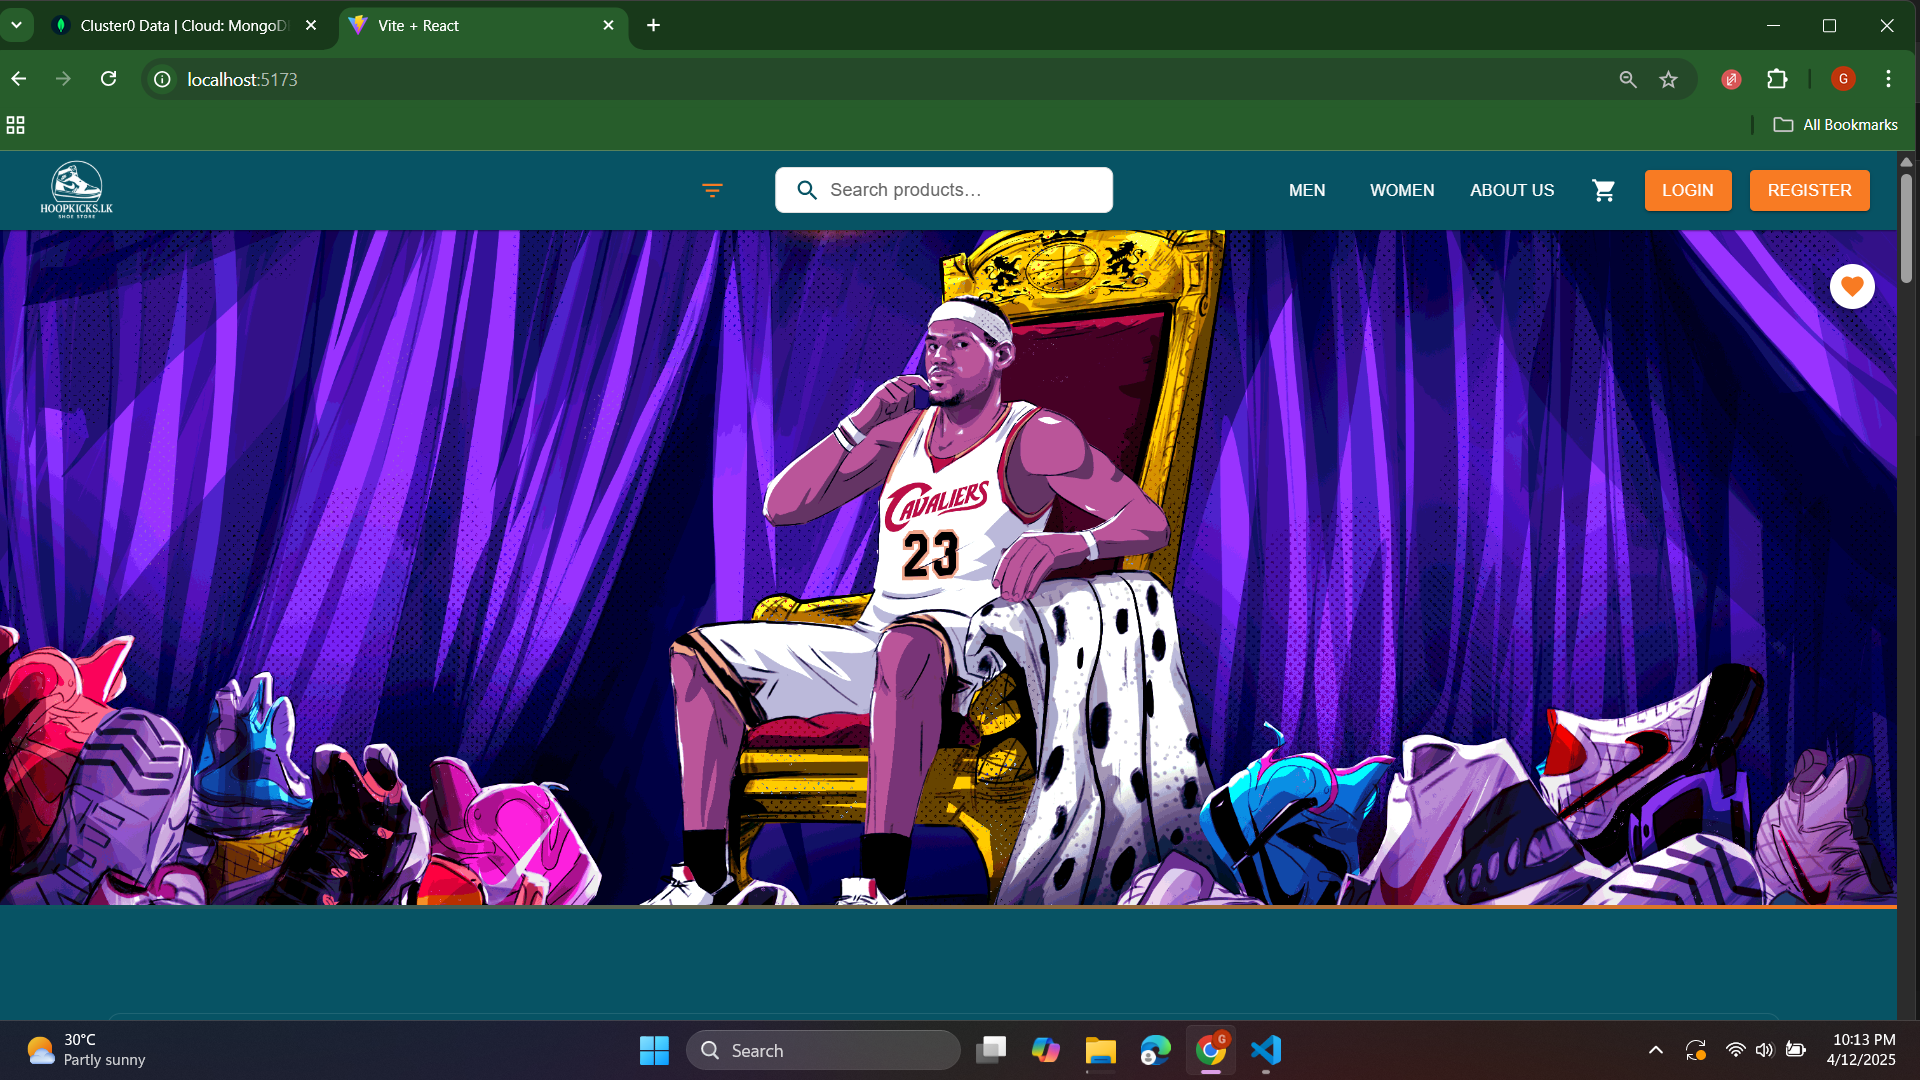 Cluster0 Data | Cloud: MongoD
Vite + React
localhost:5173
G
All Bookmarks
HOOPKICKS.LK
SHOE STORE
Search products…
MEN
WOMEN
ABOUT US
LOGIN
REGISTER
CAVALIERS
23
30°C
Partly sunny
Search
G
10:13 PM
4/12/2025